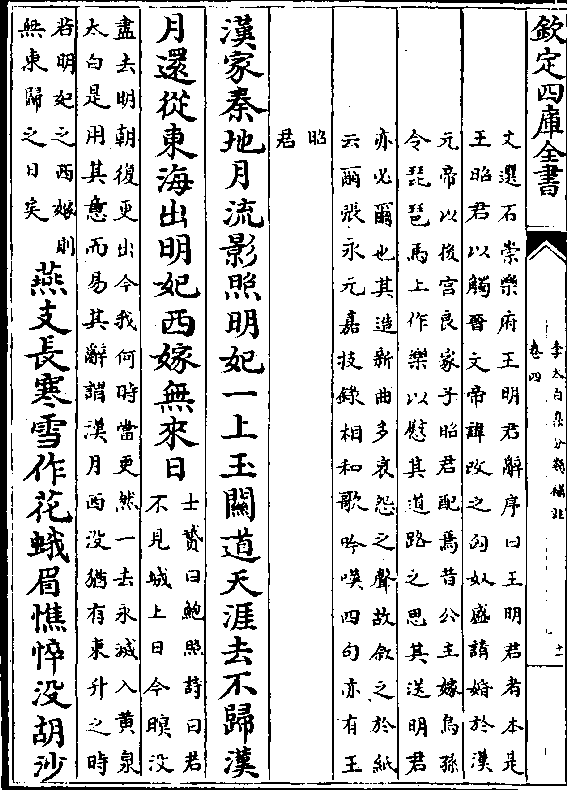 欽定四庫全書
李太白集分類補註
卷四
十一
文選石崇樂府王明君辭序曰王明君者本是
王昭君以觸晉文帝諱改之匈奴盛請婚於漢
元帝以後宮良家子昭君配焉昔公主嫁烏孫
令琵琶馬上作樂以慰其道路之思其送明君
亦必爾也其造新曲多哀怨之聲故叙之於紙
云爾張永元嘉技録相和歌吟嘆四句亦有王
昭
君
漢家秦地月流影照明妃一上玉關道天涯去不歸漢
月還從東海出明妃西嫁無來日
士贇曰鮑照詩曰君
不見城上日今暝没
盡去明朝復更出今我何時當更然一去永滅入黄泉
太白是用其意而易其辭謂漢月西没猶有東升之時
若明妃之西嫁則
無東歸之日矣
燕支長寒雪作花蛾眉憔悴没胡沙